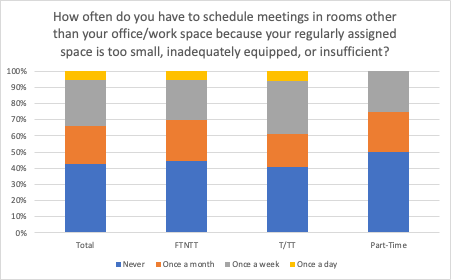 How often do you have to schedule meetings in rooms other
than your office/work space because your regularly assigned
space is too small, inadequately equipped, or insufficient?
100%
90%
80%
70%
60%
50%
40%
30%
20%
10%
0%
Total FTNTT T/TT Part-Time
Never Once a month Once a week Once a day